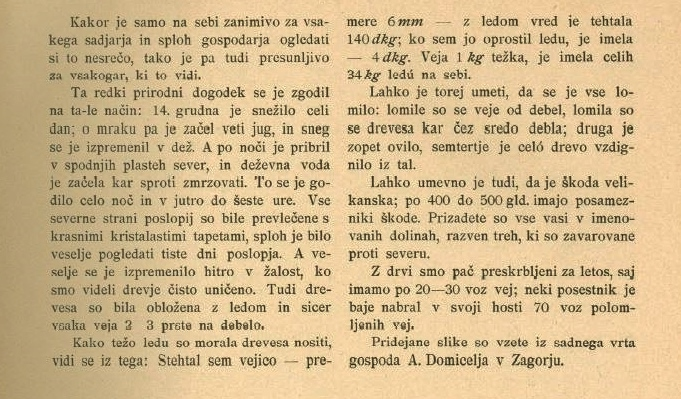 Kakor je samo na sebi zanimivo za vsa-
kega sadjarja in sploh gospodarja ogledati
si to nesrečo, tako je pa tudi presunljivo
za vsakogar, ki to vidi.
Ta redki prirodni dogodek se je zgodil
na ta-le način: 14. grudna je snežilo celi
dan; o mraku pa je začel veti jug, in sneg
se je izpremenil v dež. A po noči je pribril
v spodnjih plasteh sever, in deževna voda
je začela kar sproti zmrzovati. To se je go-
dilo celo noč in v jutro do šeste ure. Vse
severne strani poslopij so bile prevlečene s
krasnimi kristalastimi tapetami, sploh je bilo
veselje pogledati tiste dni poslopja. A ve-
selje se je izpremenilo hitro v žalost, ko
smo videli drevje čisto uničeno. Tudi dre-
vesa so bila obložena z ledom in sicer
vsaka veja 2 3 prste na debelo.
Kako težo ledu so morala drevesa nositi,
vidi se iz tega: Stehtal sem vejico — pre-
mere 6 mm — z ledom vred je tehtala
140 dkg; ko sem jo oprostil ledu, je imela
— 4 dkg. Veja 1 kg težka, je imela celih
34 kg ledú na sebi.
Lahko je torej umeti, da se je vse lo-
milo: lomile so se veje od debel, lomila so
se drevesa kar čez sredo debla; druga je
zopet ovilo, semtertje je celó drevo vzdig-
nilo iz tal.
Lahko umevno je tudi, da je škoda veli-
kanska; po 400 do 500 gld. imajo posamez-
niki škode. Prizadete so vse vasi v imeno-
vanih dolinah, razven treh, ki so zavarovane
proti severu.
Z drvi smo pač preskrbljeni za letos, saj
imamo po 20—30 voz vej; neki posestnik je
baje nabral v svoji hosti 70 voz polom-
ljenih vej.
Pridejane slike so vzete iz sadnega vrta
gospoda A. Domicelja v Zagorju.